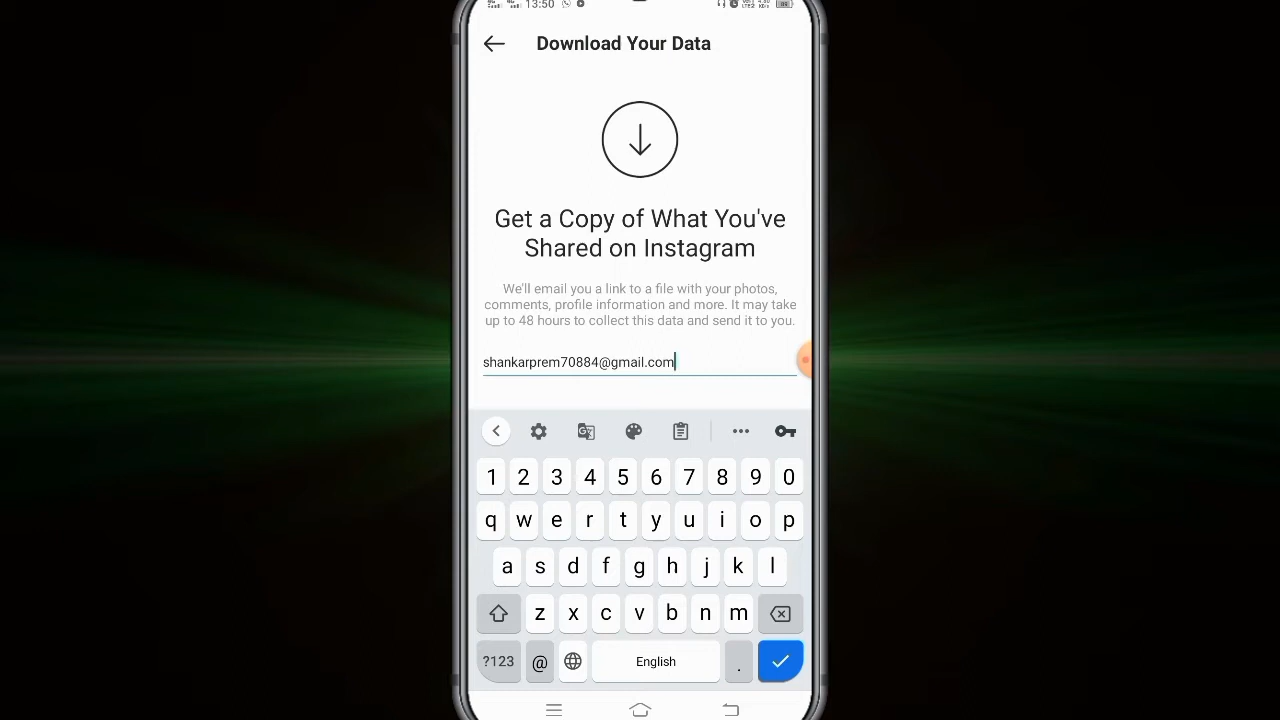 13:50
Download Your Data
Get a Copy of What You've
Shared on Instagram
We'll email you a link to a file with your photos,
comments, profile information and more. It may take
up to 48 hours to collect this data and send it to you.
shankarprem70884@gmail.com
1 2 3 4 5 6 7 8 9 0
q w e r t y u i o p
a s d f g h j k l
z x c v b n m
?123 @ English .